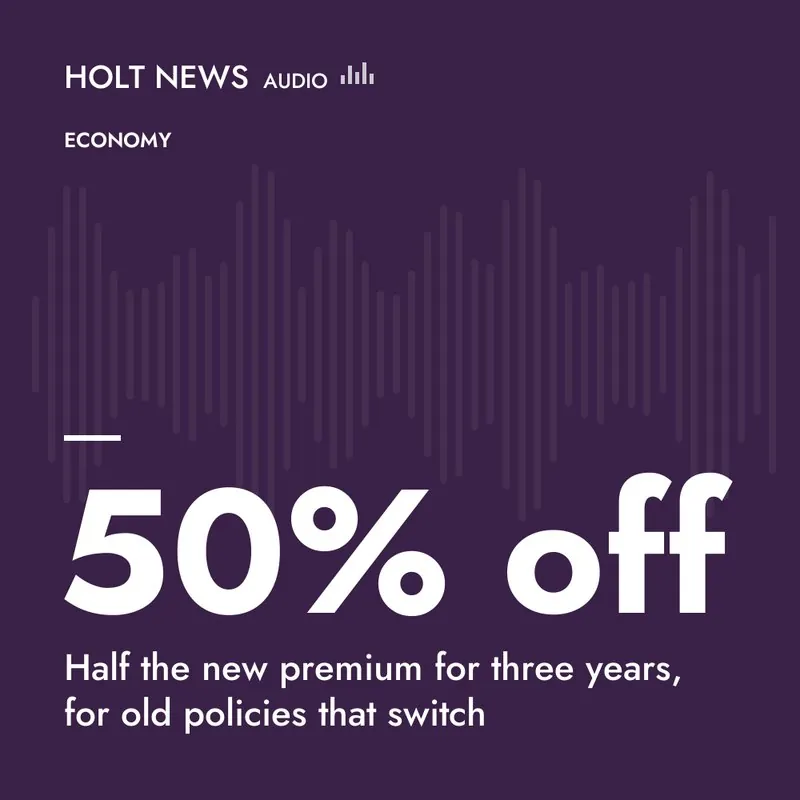 HOLT NEWS AUDIO
ECONOMY
50% off
Half the new premium for three years,
for old policies that switch